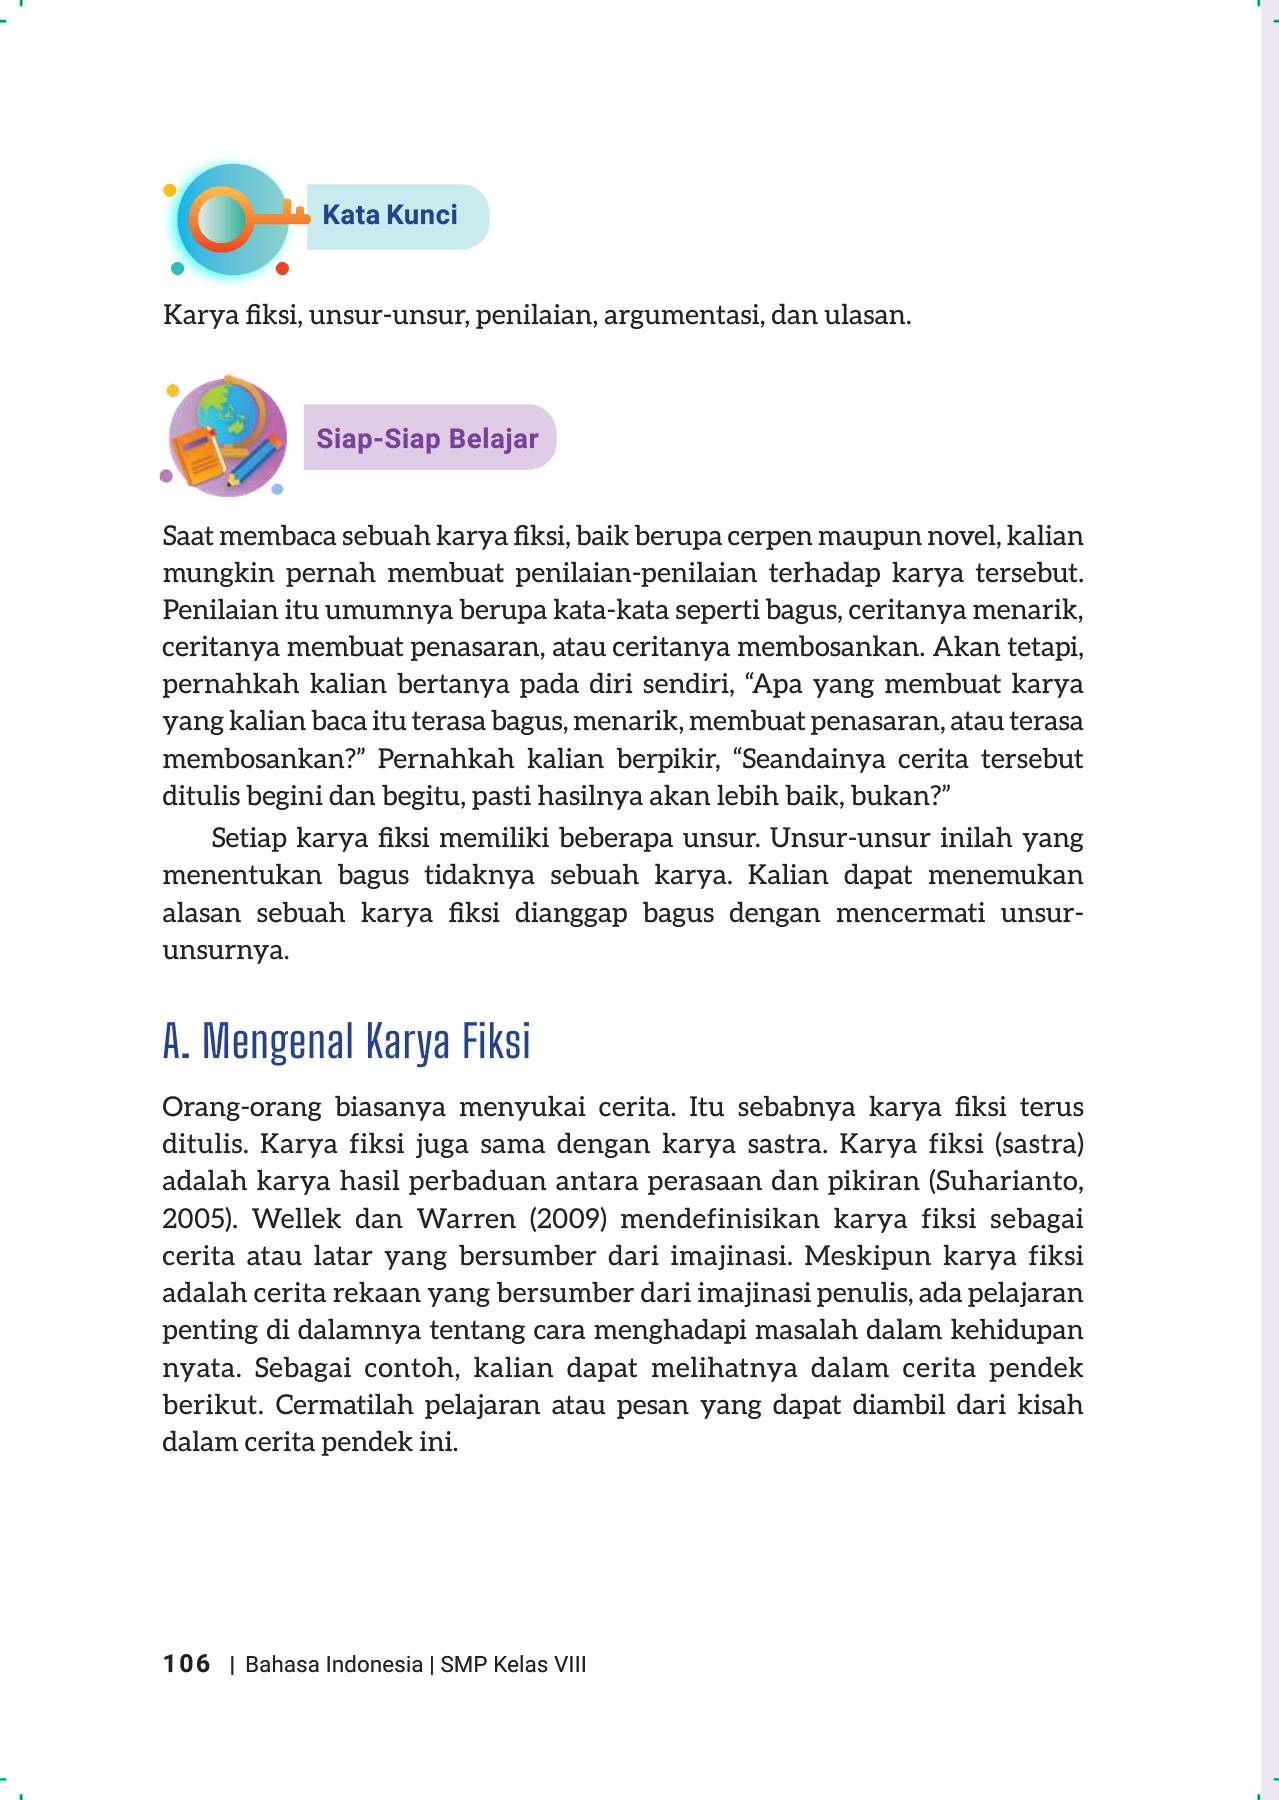 Kata Kunci
Karya fiksi, unsur-unsur, penilaian, argumentasi, dan ulasan.
Siap-Siap Belajar
Saat membaca sebuah karya fiksi, baik berupa cerpen maupun novel, kalian
mungkin pernah membuat penilaian-penilaian terhadap karya tersebut.
Penilaian itu umumnya berupa kata-kata seperti bagus, ceritanya menarik,
ceritanya membuat penasaran, atau ceritanya membosankan. Akan tetapi,
pernahkah kalian bertanya pada diri sendiri, “Apa yang membuat karya
yang kalian baca itu terasa bagus, menarik, membuat penasaran, atau terasa
membosankan?” Pernahkah kalian berpikir, “Seandainya cerita tersebut
ditulis begini dan begitu, pasti hasilnya akan lebih baik, bukan?”
Setiap karya fiksi memiliki beberapa unsur. Unsur-unsur inilah yang
menentukan bagus tidaknya sebuah karya. Kalian dapat menemukan
alasan sebuah karya fiksi dianggap bagus dengan mencermati unsur-
unsurnya.
A. Mengenal Karya Fiksi
Orang-orang biasanya menyukai cerita. Itu sebabnya karya fiksi terus
ditulis. Karya fiksi juga sama dengan karya sastra. Karya fiksi (sastra)
adalah karya hasil perbaduan antara perasaan dan pikiran (Suharianto,
2005). Wellek dan Warren (2009) mendefinisikan karya fiksi sebagai
cerita atau latar yang bersumber dari imajinasi. Meskipun karya fiksi
adalah cerita rekaan yang bersumber dari imajinasi penulis, ada pelajaran
penting di dalamnya tentang cara menghadapi masalah dalam kehidupan
nyata. Sebagai contoh, kalian dapat melihatnya dalam cerita pendek
berikut. Cermatilah pelajaran atau pesan yang dapat diambil dari kisah
dalam cerita pendek ini.
106 | Bahasa Indonesia | SMP Kelas VIII